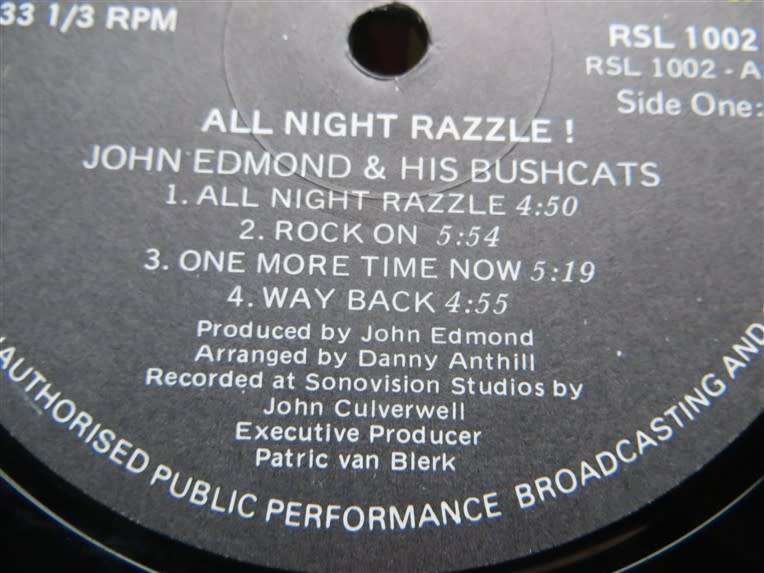 33 1/3 RPM
RSL 1002
RSL 1002 - A
Side One:
ALL NIGHT RAZZLE !
JOHN EDMOND & HIS BUSHCATS
1. ALL NIGHT RAZZLE 4:50
2. ROCK ON 5:54
3. ONE MORE TIME NOW 5:19
4. WAY BACK 4:55
Produced by John Edmond
Arranged by Danny Anthill
Recorded at Sonovision Studios by
John Culverwell
Executive Producer
Patric van Blerk
AUTHORISED PUBLIC PERFORMANCE BROADCASTING AND